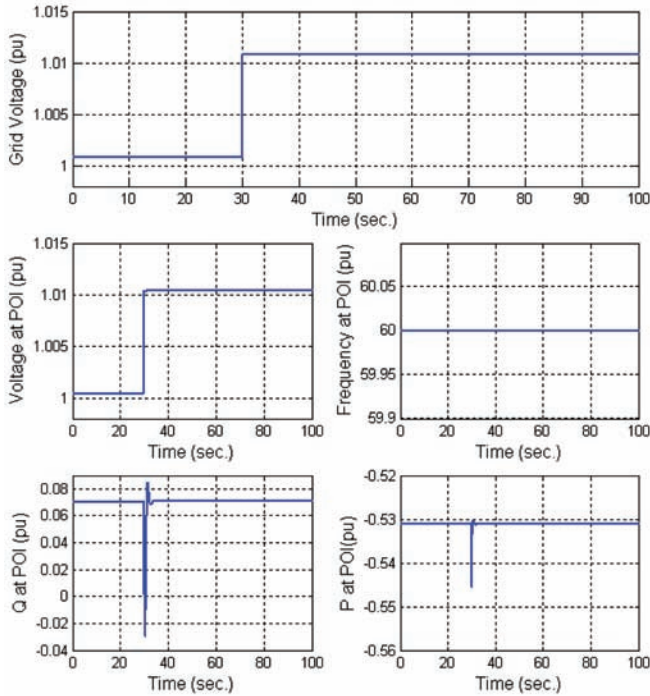 Grid Voltage (pu)
1.015
1.01
1.005
1
0 10 20 30 40 50 60 70 80 90 100
Time (sec.)
Voltage at POI (pu)
1.015
1.01
1.005
1
0 20 40 60 80 100
Time (sec.)
Frequency at POI (pu)
60.05
60
59.95
59.9
0 20 40 60 80 100
Time (sec.)
Q at POI (pu)
0.08
0.06
0.04
0.02
0
-0.02
-0.04
0 20 40 60 80 100
Time (sec.)
P at POI(pu)
-0.52
-0.53
-0.54
-0.55
-0.56
0 20 40 60 80 100
Time (sec.)